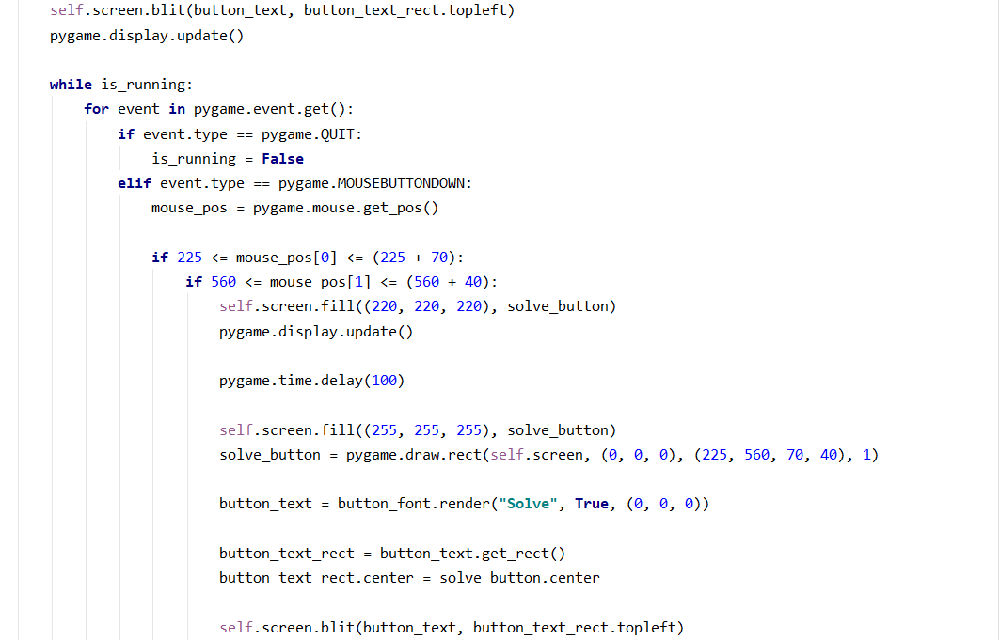 self.screen.blit(button_text, button_text_rect.topleft)
pygame.display.update()
while is_running:
for event in pygame.event.get():
if event.type == pygame.QUIT:
is_running = False
elif event.type == pygame.MOUSEBUTTONDOWN:
mouse_pos = pygame.mouse.get_pos()
if 225 <= mouse_pos[0] <= (225 + 70):
if 560 <= mouse_pos[1] <= (560 + 40):
self.screen.fill((220, 220, 220), solve_button)
pygame.display.update()
pygame.time.delay(100)
self.screen.fill((255, 255, 255), solve_button)
solve_button = pygame.draw.rect(self.screen, (0, 0, 0), (225, 560, 70, 40), 1)
button_text = button_font.render("Solve", True, (0, 0, 0))
button_text_rect = button_text.get_rect()
button_text_rect.center = solve_button.center
self.screen.blit(button_text, button_text_rect.topleft)